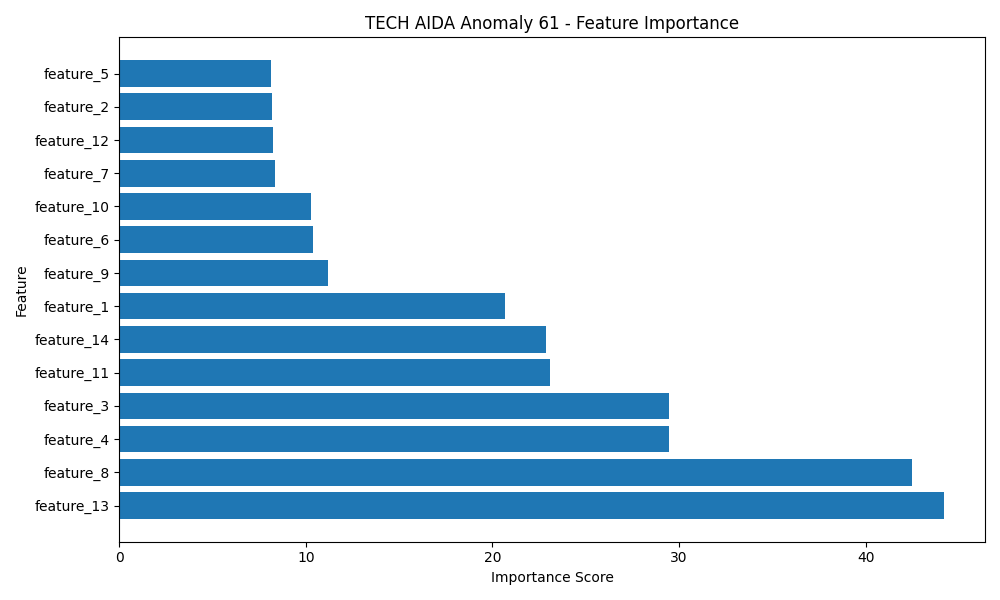 TECH AIDA Anomaly 61 - Feature Importance
feature_5
feature_2
feature_12
feature_7
feature_10
feature_6
feature_9
feature_1
feature_14
feature_11
feature_3
feature_4
feature_8
feature_13
Feature
0 10 20 30 40
Importance Score